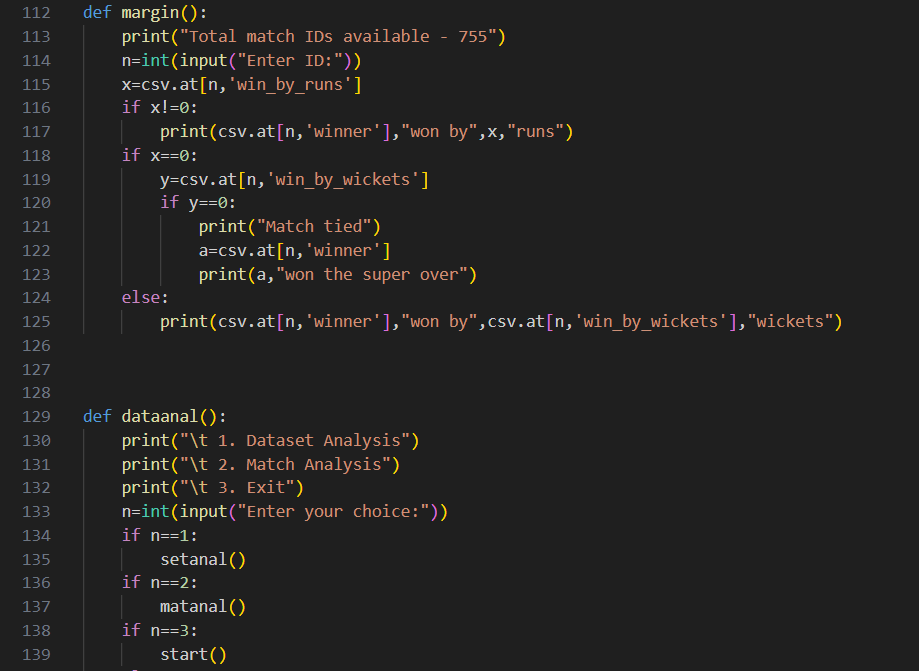 112 def margin():
113     print("Total match IDs available - 755")
114     n=int(input("Enter ID:"))
115     x=csv.at[n,'win_by_runs']
116     if x!=0:
117         print(csv.at[n,'winner'],"won by",x,"runs")
118     if x==0:
119         y=csv.at[n,'win_by_wickets']
120         if y==0:
121             print("Match tied")
122             a=csv.at[n,'winner']
123             print(a,"won the super over")
124     else:
125         print(csv.at[n,'winner'],"won by",csv.at[n,'win_by_wickets'],"wickets")
126
127
128
129 def dataanal():
130     print("\t 1. Dataset Analysis")
131     print("\t 2. Match Analysis")
132     print("\t 3. Exit")
133     n=int(input("Enter your choice:"))
134     if n==1:
135         setanal()
136     if n==2:
137         matanal()
138     if n==3:
139         start()